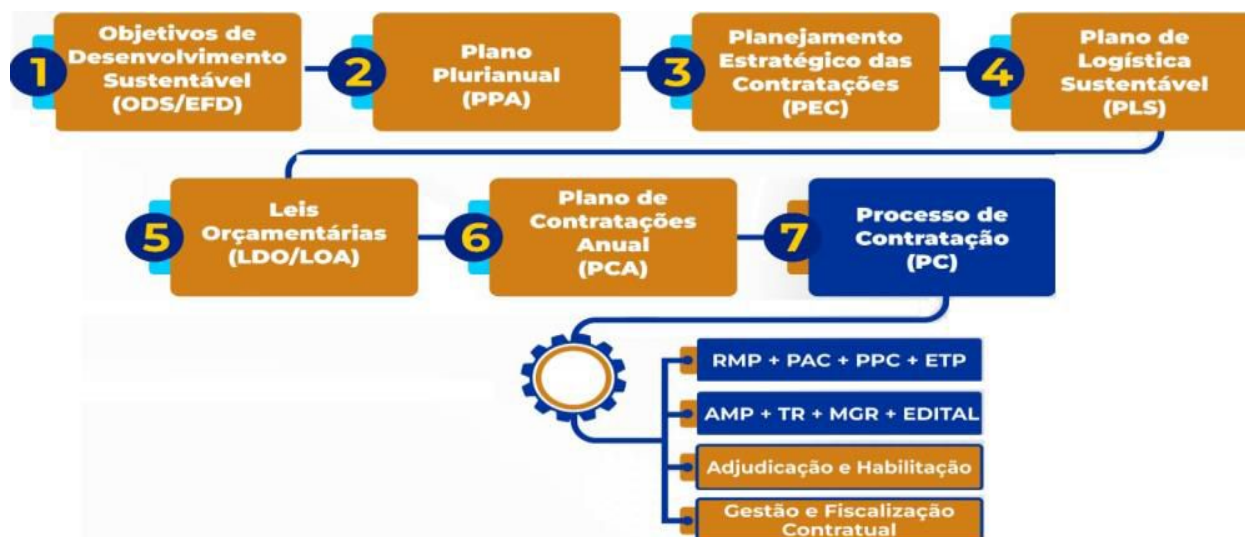 1
Objetivos de
Desenvolvimento
Sustentável
(ODS/EFD)
2
Plano
Plurianual
(PPA)
3
Planejamento
Estratégico das
Contratações
(PEC)
4
Plano de
Logística
Sustentável
(PLS)
5
Leis
Orçamentárias
(LDO/LOA)
6
Plano de
Contratações
Anual
(PCA)
7
Processo de
Contratação
(PC)
RMP + PAC + PPC + ETP
AMP + TR + MGR + EDITAL
Adjudicação e Habilitação
Gestão e Fiscalização
Contratual